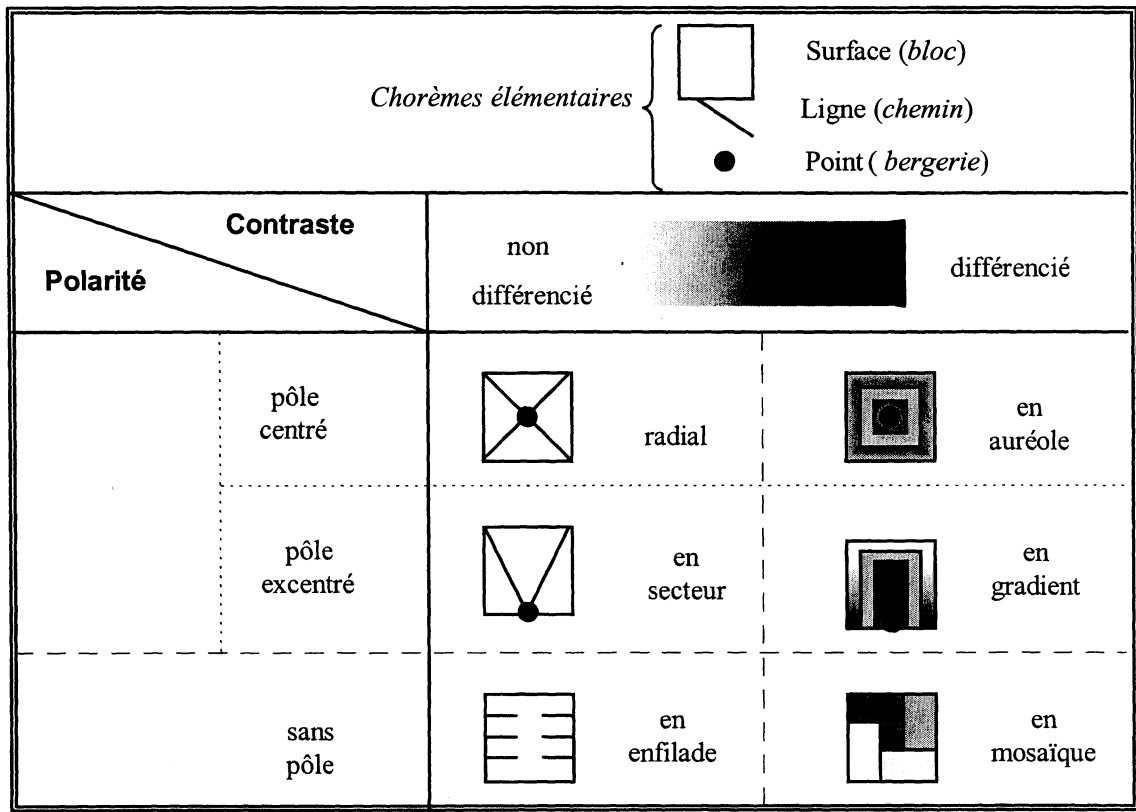 Surface (bloc)
Chorèmes élémentaires
Ligne (chemin)
Point ( bergerie)
Contraste
Polarité
non
différencié
différencié
pôle
centré
radial
en
auréole
pôle
excentré
en
secteur
en
gradient
sans
pôle
en
enfilade
en
mosaïque